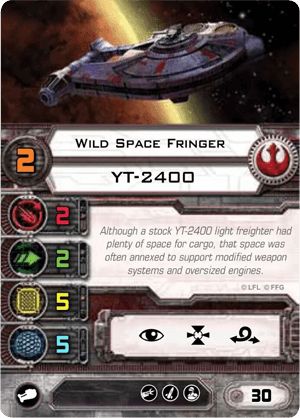 Wild Space Fringer
2
YT-2400
2
2
5
5
Although a stock YT-2400 light freighter had
plenty of space for cargo, that space was
often annexed to support modified weapon
systems and oversized engines.
© LFL © FFG
30